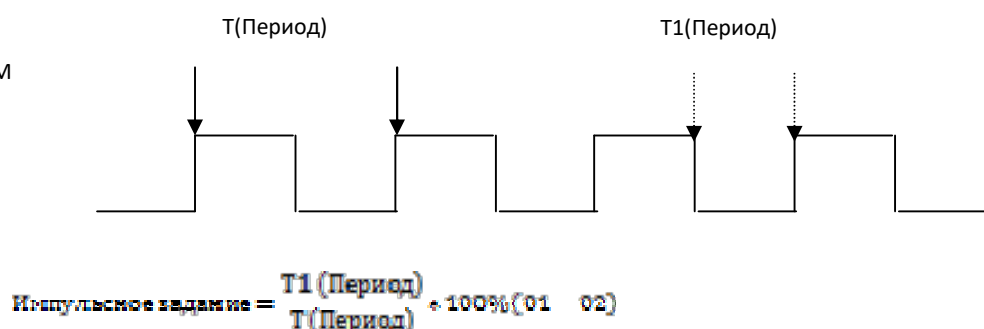 T(Период) T1(Период)
М
Импульсное задание = T1(Период) / T(Период) * 100%(01 02)